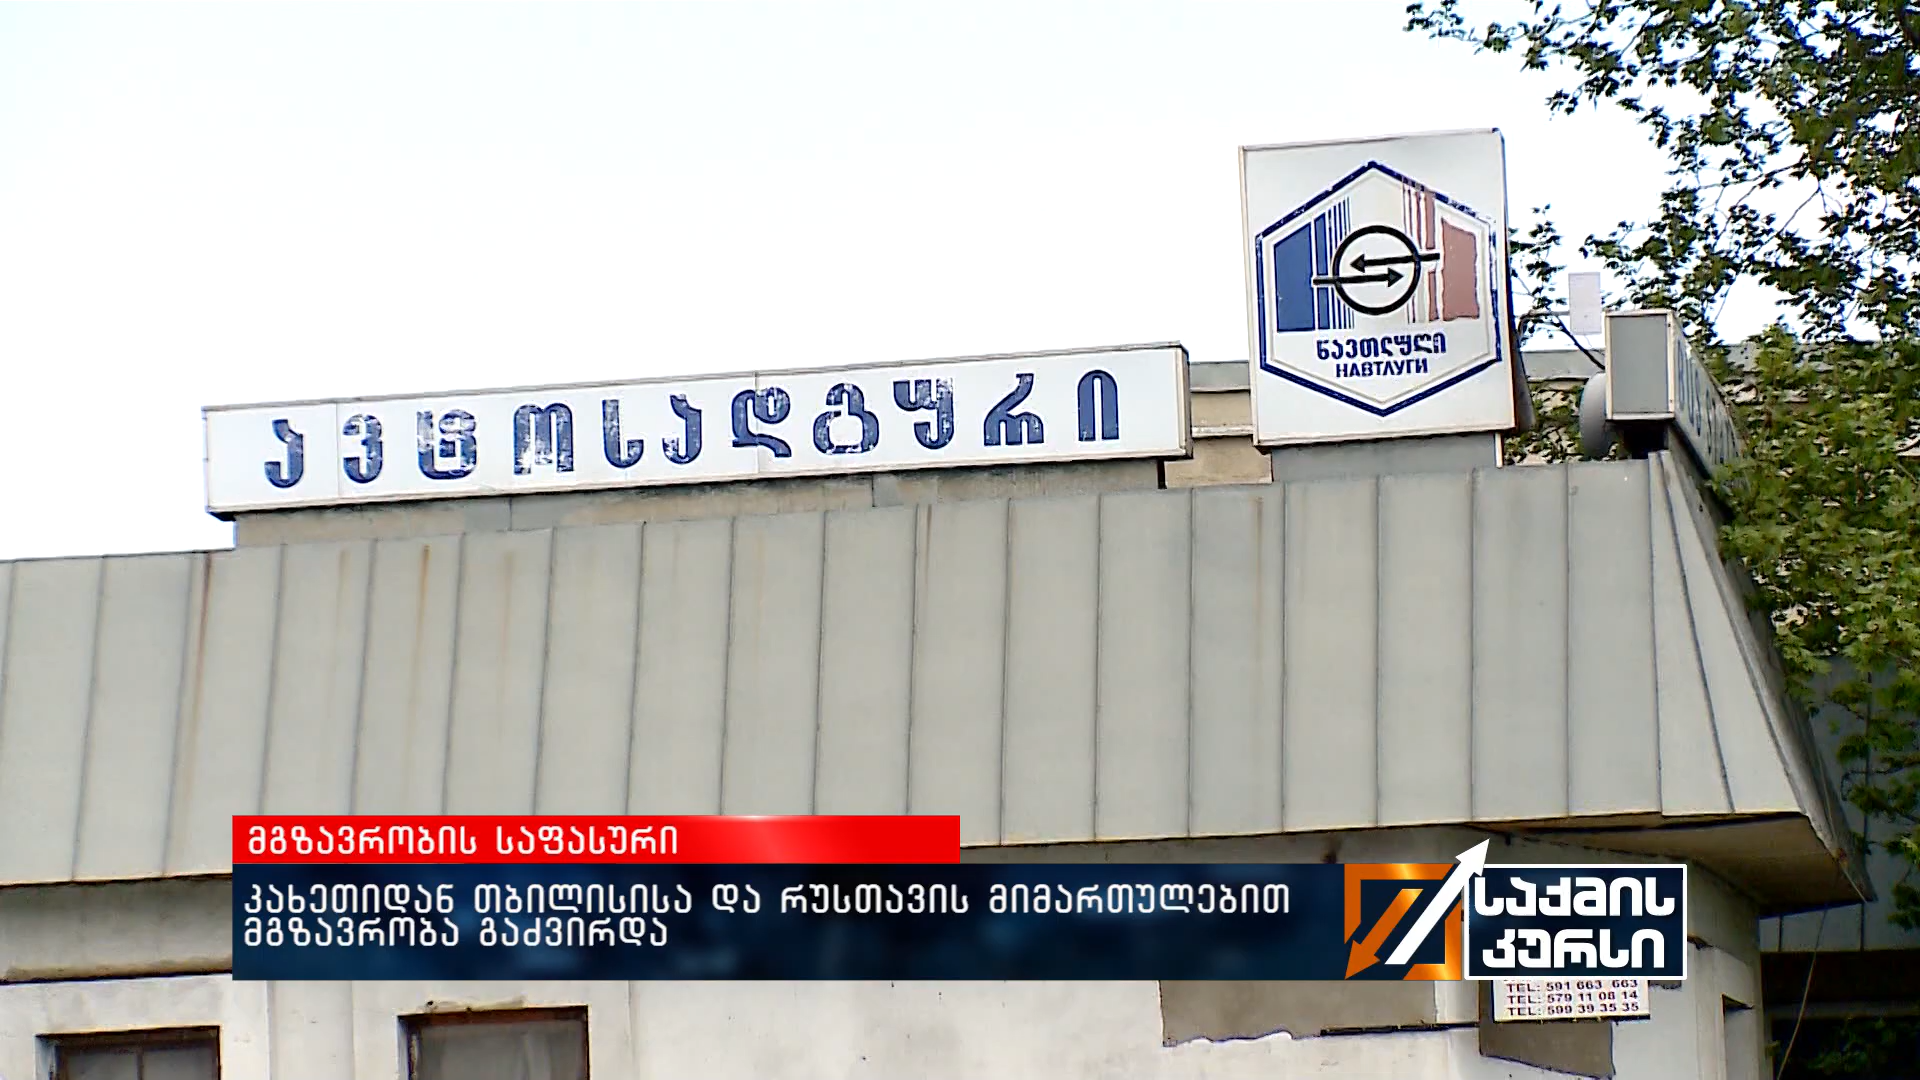 ავტოსადგური
ნავთლუღი
НАВТЛУГИ
მგზავრობის საფასური
კახეთიდან თბილისისა და რუსთავის მიმართულებით
მგზავრობა გაძვირდა
საქმის
კურსი
TEL: 591 663 663
TEL: 579 11 08 14
TEL: 599 39 35 35